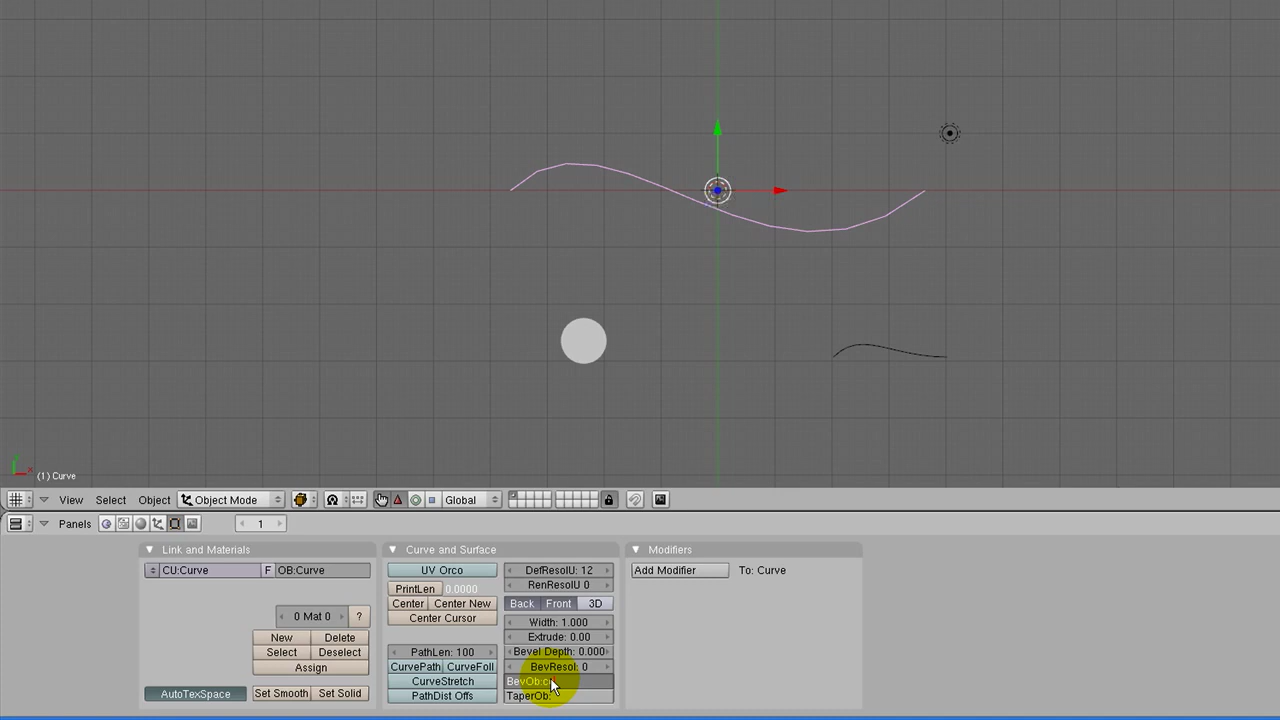 (1) Curve
View Select Object Object Mode Global
Panels 1
Link and Materials Curve and Surface Modifiers
CU:Curve F OB:Curve UV Orco DefResolU: 12 Add Modifier To: Curve
PrintLen 0.0000 RenResolU 0
Center Center New Back Front 3D
0 Mat 0 ? Center Cursor Width: 1.000
New Delete Extrude: 0.00
Select Deselect PathLen: 100 Bevel Depth: 0.000
Assign CurvePath CurveFoll BevResol: 0
CurveStretch
AutoTexSpace Set Smooth Set Solid PathDist Offs TaperOb: